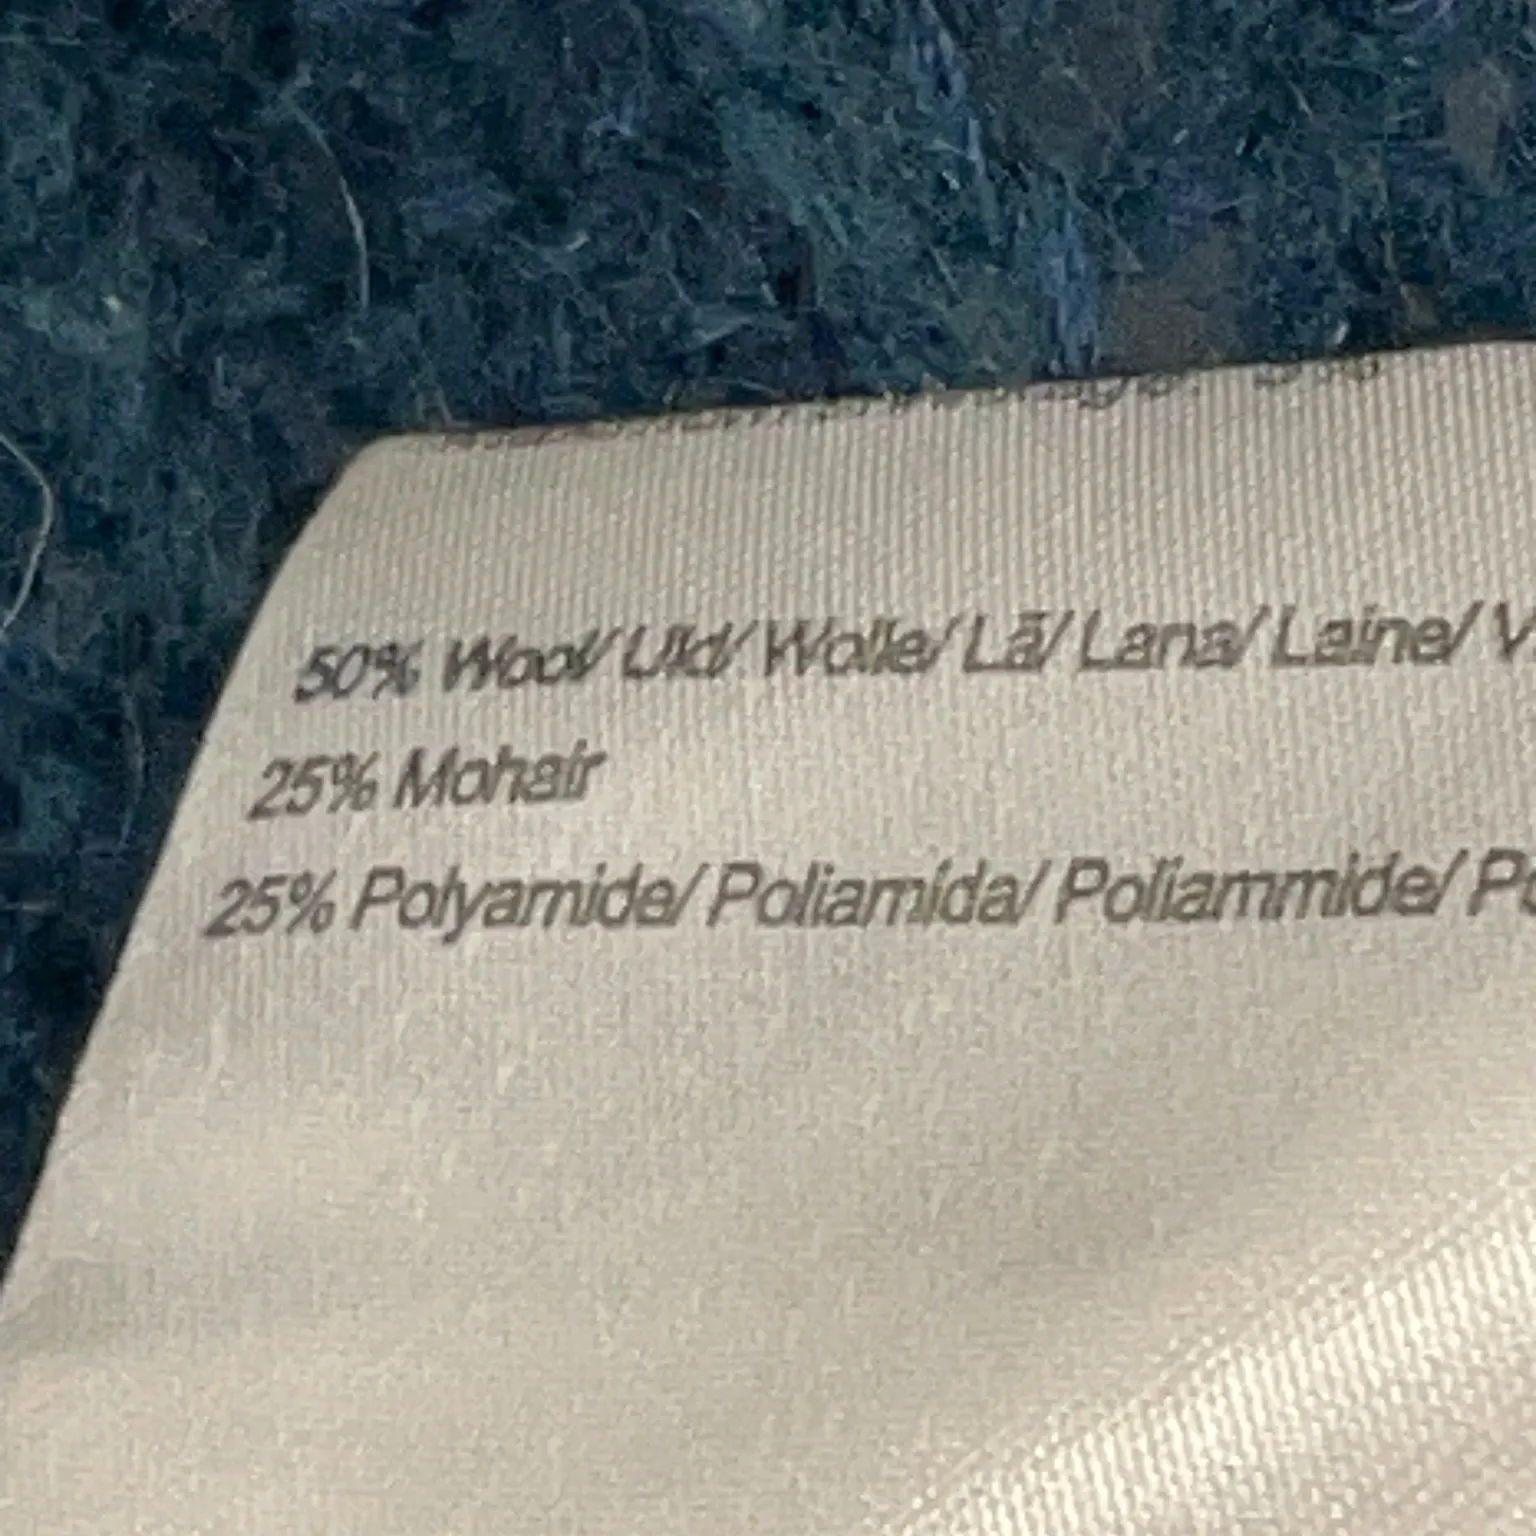 50% Wool/ Uld/ Wolle/ Lã/ Lana/ Laine/
25% Mohair
25% Polyamide/ Poliamida/ Poliammide/